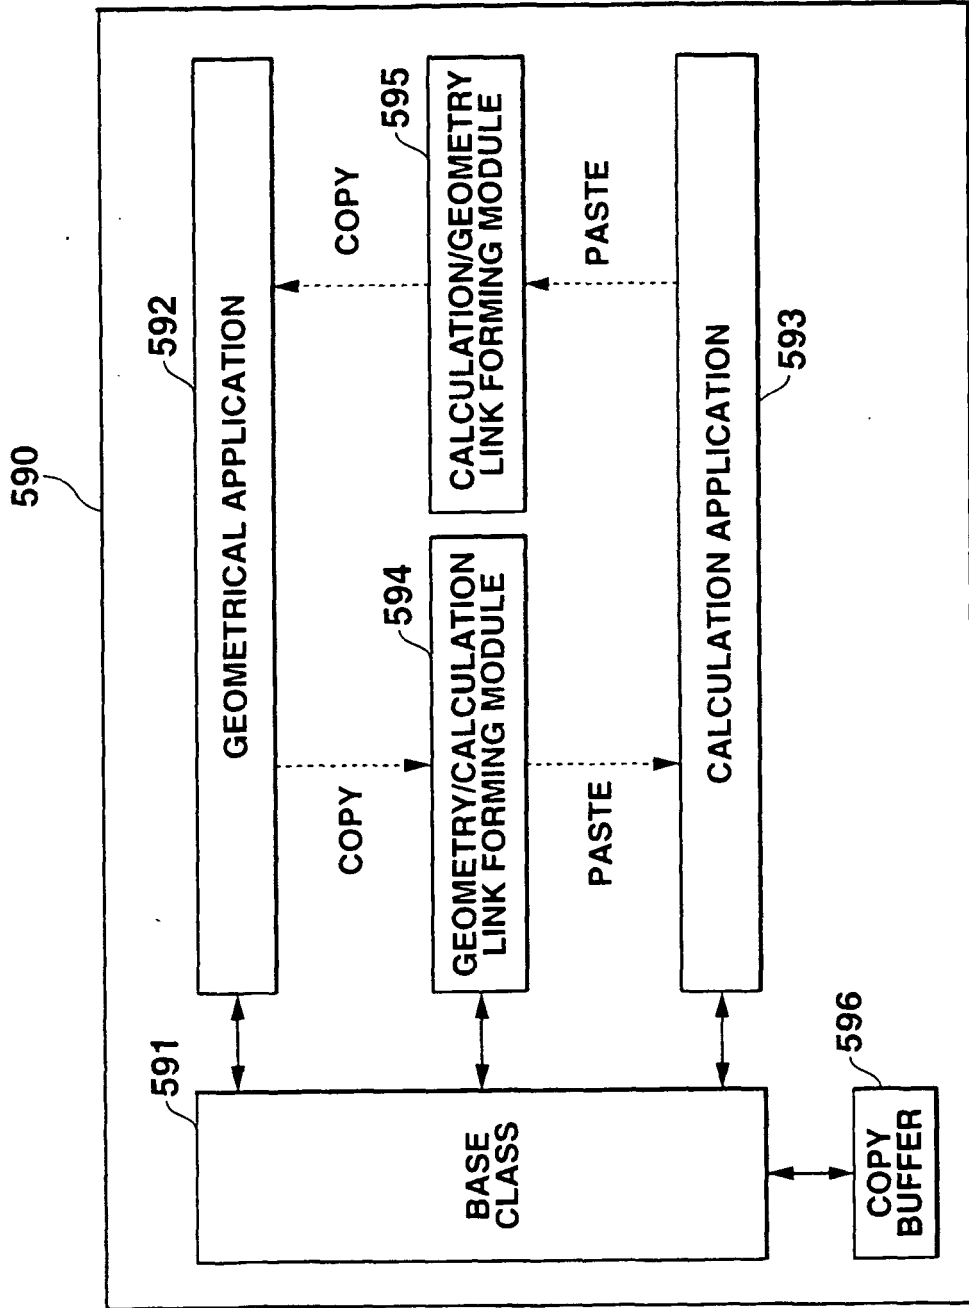 590
591
592
GEOMETRICAL APPLICATION
COPY
COPY
594
595
BASE
CLASS
GEOMETRY/CALCULATION
LINK FORMING MODULE
CALCULATION/GEOMETRY
LINK FORMING MODULE
PASTE
PASTE
CALCULATION APPLICATION
593
596
COPY
BUFFER